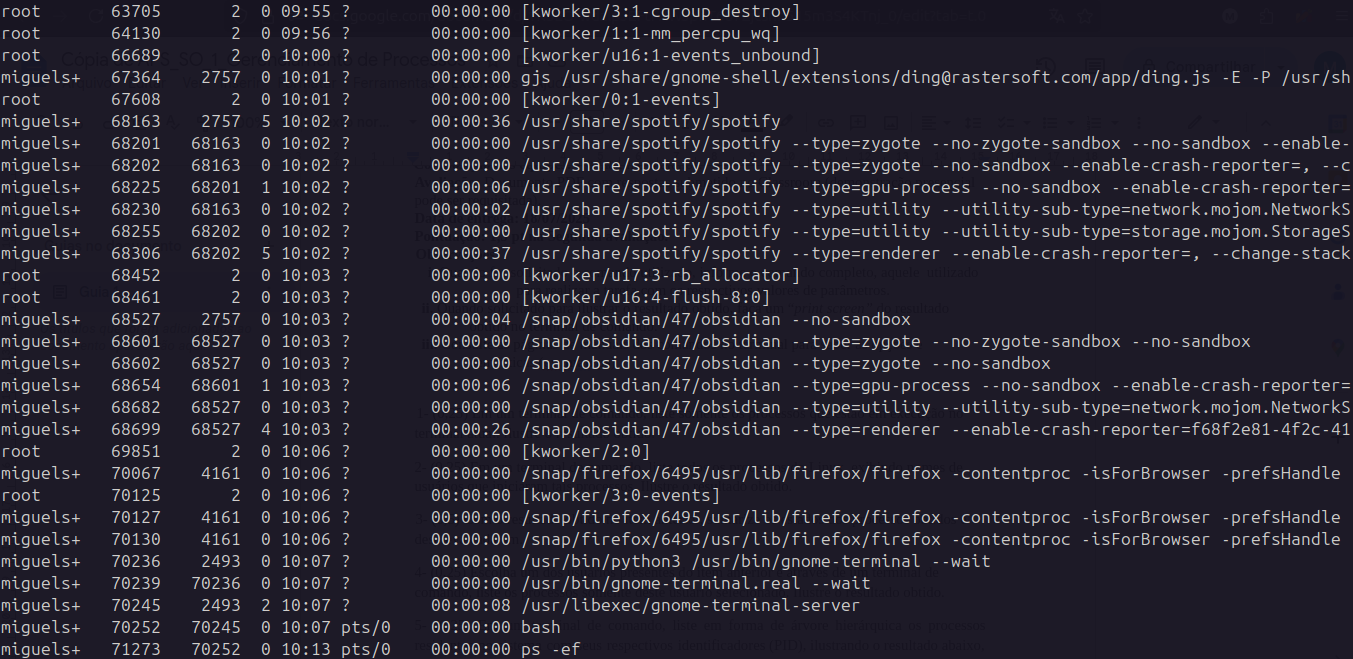 root 63705 2 0 09:55 ? 00:00:00 [kworker/3:1-cgroup_destroy]
root 64130 2 0 09:56 ? 00:00:00 [kworker/1:1-mm_percpu_wq]
root 66689 2 0 10:00 ? 00:00:00 [kworker/u16:1-events_unbound]
miguels+ 67364 2757 0 10:01 ? 00:00:00 gjs /usr/share/gnome-shell/extensions/ding@rastersoft.com/app/ding.js -E -P /usr/sh
root 67608 2 0 10:01 ? 00:00:00 [kworker/0:1-events]
miguels+ 68163 2757 5 10:02 ? 00:00:36 /usr/share/spotify/spotify
miguels+ 68201 68163 0 10:02 ? 00:00:00 /usr/share/spotify/spotify --type=zygote --no-zygote-sandbox --no-sandbox --enable-
miguels+ 68202 68163 0 10:02 ? 00:00:00 /usr/share/spotify/spotify --type=zygote --no-sandbox --enable-crash-reporter=, --c
miguels+ 68225 68201 1 10:02 ? 00:00:06 /usr/share/spotify/spotify --type=gpu-process --no-sandbox --enable-crash-reporter=
miguels+ 68230 68163 0 10:02 ? 00:00:02 /usr/share/spotify/spotify --type=utility --utility-sub-type=network.mojom.NetworkS
miguels+ 68255 68202 0 10:02 ? 00:00:00 /usr/share/spotify/spotify --type=utility --utility-sub-type=storage.mojom.StorageS
miguels+ 68306 68202 5 10:02 ? 00:00:37 /usr/share/spotify/spotify --type=renderer --enable-crash-reporter=, --change-stack
root 68452 2 0 10:03 ? 00:00:00 [kworker/u17:3-rb_allocator]
root 68461 2 0 10:03 ? 00:00:00 [kworker/u16:4-flush-8:0]
miguels+ 68527 2757 0 10:03 ? 00:00:04 /snap/obsidian/47/obsidian --no-sandbox
miguels+ 68601 68527 0 10:03 ? 00:00:00 /snap/obsidian/47/obsidian --type=zygote --no-zygote-sandbox --no-sandbox
miguels+ 68602 68527 0 10:03 ? 00:00:00 /snap/obsidian/47/obsidian --type=zygote --no-sandbox
miguels+ 68654 68601 1 10:03 ? 00:00:06 /snap/obsidian/47/obsidian --type=gpu-process --no-sandbox --enable-crash-reporter=
miguels+ 68682 68527 0 10:03 ? 00:00:00 /snap/obsidian/47/obsidian --type=utility --utility-sub-type=network.mojom.NetworkS
miguels+ 68699 68527 4 10:03 ? 00:00:26 /snap/obsidian/47/obsidian --type=renderer --enable-crash-reporter=f68f2e81-4f2c-41
root 69851 2 0 10:06 ? 00:00:00 [kworker/2:0]
miguels+ 70067 4161 0 10:06 ? 00:00:00 /snap/firefox/6495/usr/lib/firefox/firefox -contentproc -isForBrowser -prefsHandle
root 70125 2 0 10:06 ? 00:00:00 [kworker/3:0-events]
miguels+ 70127 4161 0 10:06 ? 00:00:00 /snap/firefox/6495/usr/lib/firefox/firefox -contentproc -isForBrowser -prefsHandle
miguels+ 70130 4161 0 10:06 ? 00:00:00 /snap/firefox/6495/usr/lib/firefox/firefox -contentproc -isForBrowser -prefsHandle
miguels+ 70236 2493 0 10:07 ? 00:00:00 /usr/bin/python3 /usr/bin/gnome-terminal --wait
miguels+ 70239 70236 0 10:07 ? 00:00:00 /usr/bin/gnome-terminal.real --wait
miguels+ 70245 2493 2 10:07 ? 00:00:08 /usr/libexec/gnome-terminal-server
miguels+ 70252 70245 0 10:07 pts/0 00:00:00 bash
miguels+ 71273 70252 0 10:13 pts/0 00:00:00 ps -ef